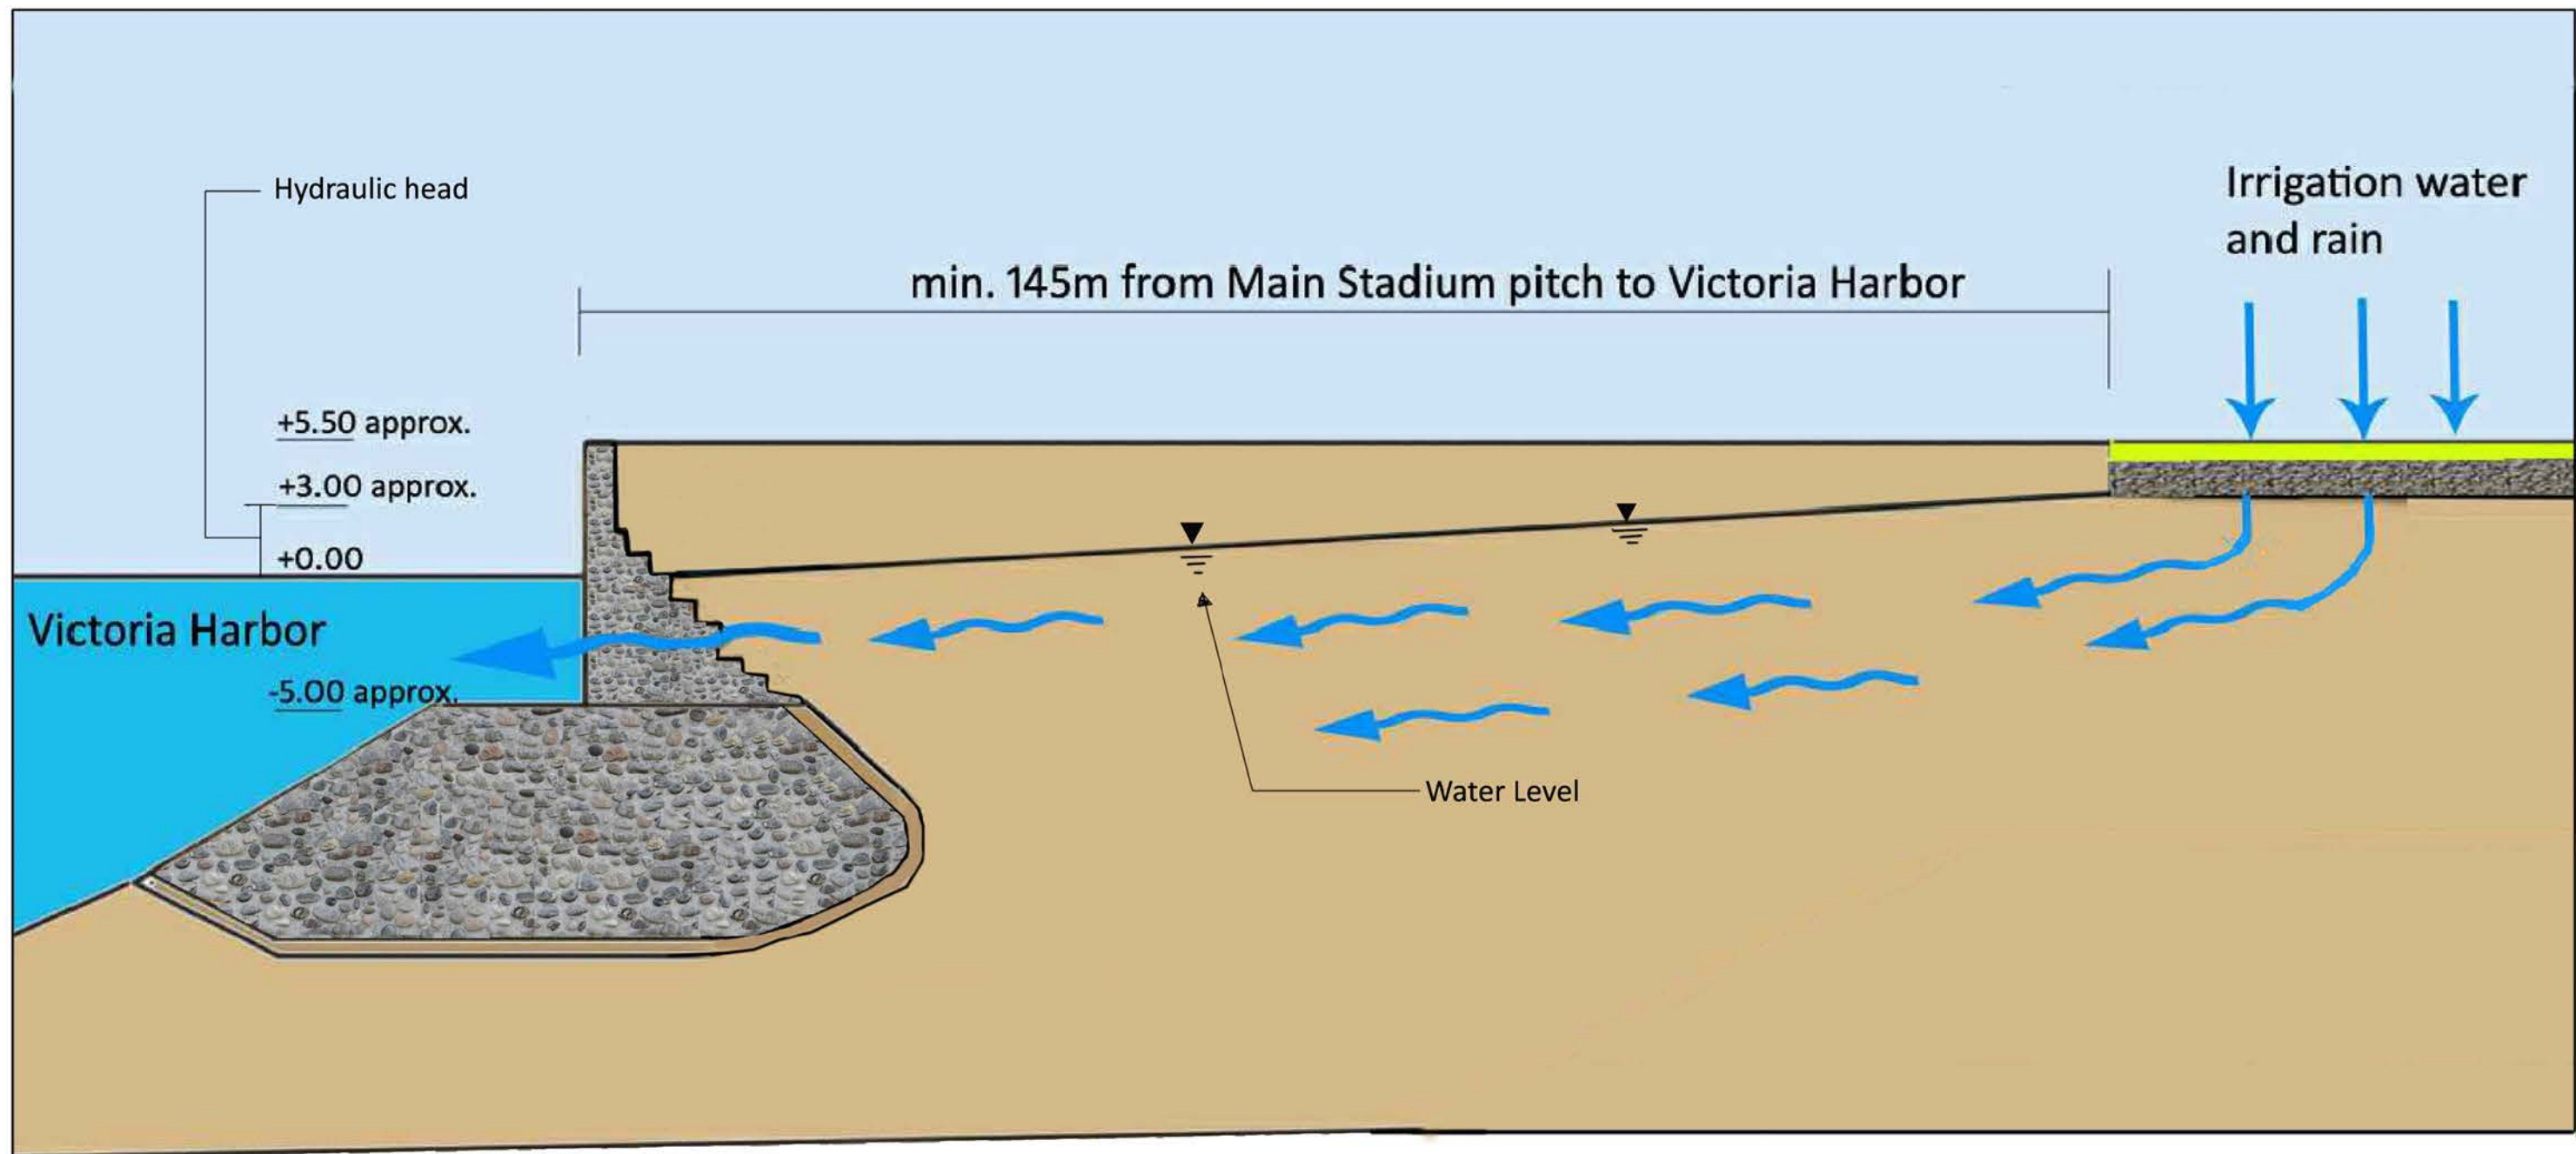 Hydraulic head
Irrigation water
and rain
min. 145m from Main Stadium pitch to Victoria Harbor
+5.50 approx.
+3.00 approx.
+0.00
Victoria Harbor
-5.00 approx.
Water Level